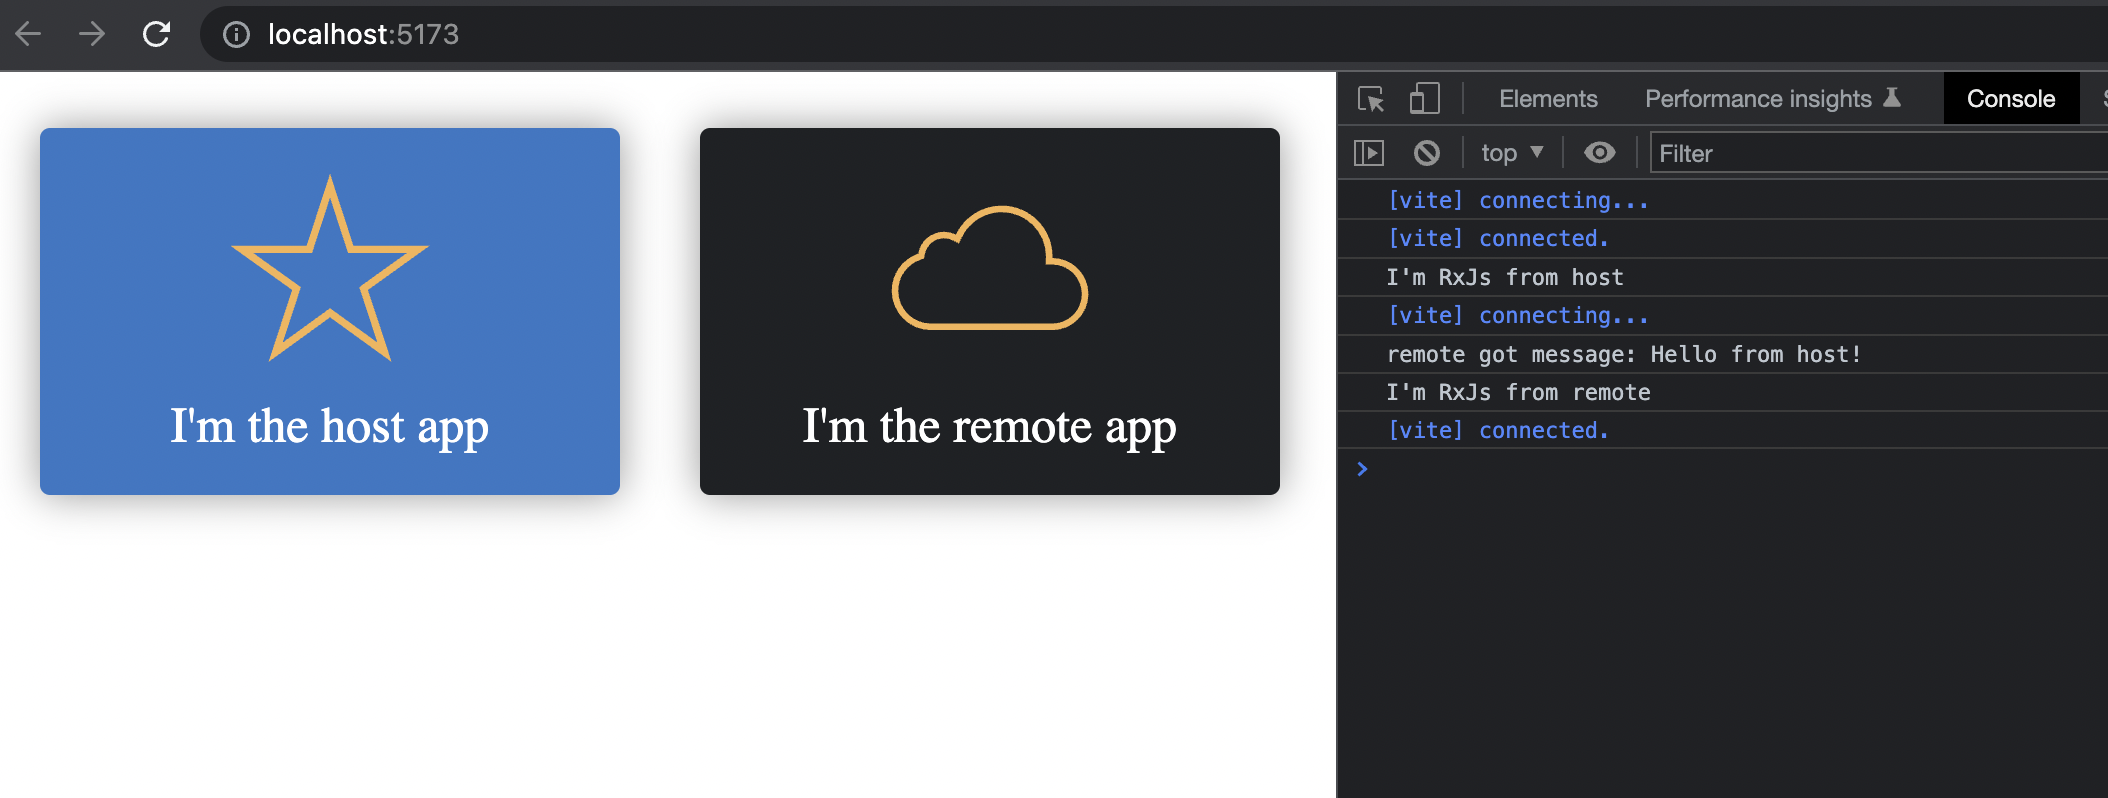 localhost:5173
I'm the host app
I'm the remote app
Elements Performance insights Console
top Filter
[vite] connecting...
[vite] connected.
I'm RxJs from host
[vite] connecting...
remote got message: Hello from host!
I'm RxJs from remote
[vite] connected.